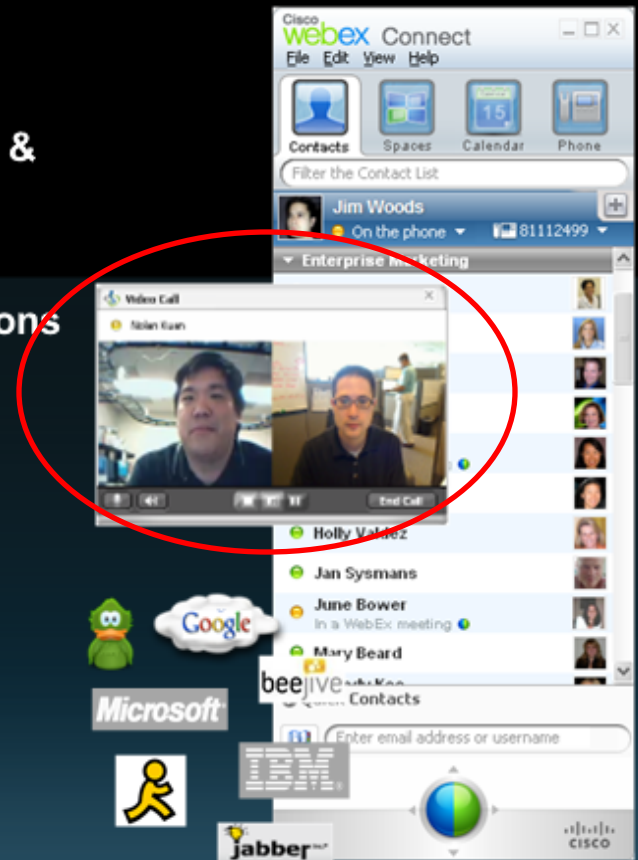 Cisco
webex Connect
File Edit View Help
&
Contacts Spaces Calendar Phone
15
Filter the Contact List
Jim Woods
On the phone 81112499
Enterprise Marketing
ons
Video Call
Nolan Kuan
End Call
Holly Valdez
Jan Sysmans
June Bower
In a WebEx meeting
Mary Beard
Google
beejive
Contacts
Microsoft
Enter email address or username
IBM
jabber
CISCO